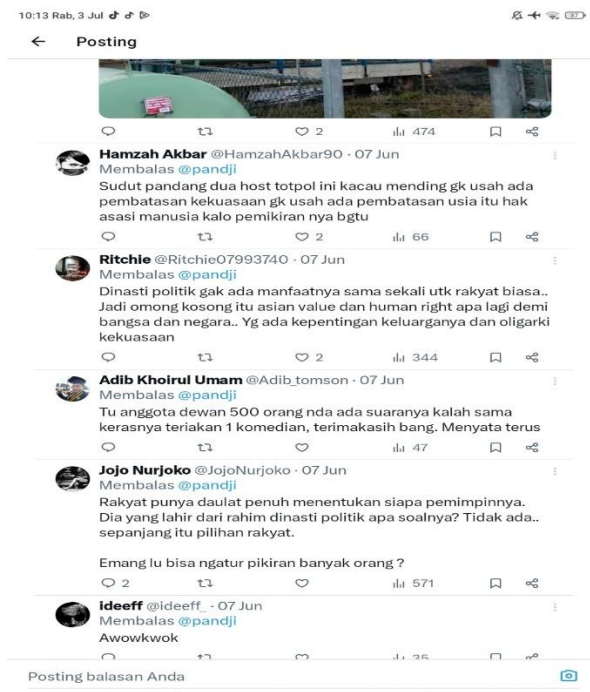 10:13 Rab, 3 Jul
37
Posting
2 474
Hamzah Akbar @HamzahAkbar90 · 07 Jun
Membalas @pandji
Sudut pandang dua host totpol ini kacau mending gk usah ada
pembatasan kekuasaan gk usah ada pembatasan usia itu hak
asasi manusia kalo pemikiran nya bgtu
2 66
Ritchie @Ritchie07993740 · 07 Jun
Membalas @pandji
Dinasti politik gak ada manfaatnya sama sekali utk rakyat biasa..
Jadi omong kosong itu asian value dan human right apa lagi demi
bangsa dan negara.. Yg ada kepentingan keluarganya dan oligarki
kekuasaan
2 344
Adib Khoirul Umam @Adib_tomson · 07 Jun
Membalas @pandji
Tu anggota dewan 500 orang nda ada suaranya kalah sama
kerasnya teriakan 1 komedian, terimakasih bang. Menyata terus
47
Jojo Nurjoko @JojoNurjoko · 07 Jun
Membalas @pandji
Rakyat punya daulat penuh menentukan siapa pemimpinnya.
Dia yang lahir dari rahim dinasti politik apa soalnya? Tidak ada..
sepanjang itu pilihan rakyat.
Emang lu bisa ngatur pikiran banyak orang ?
2 571
ideeff @ideeff_ · 07 Jun
Membalas @pandji
Awowkwok
35
Posting balasan Anda